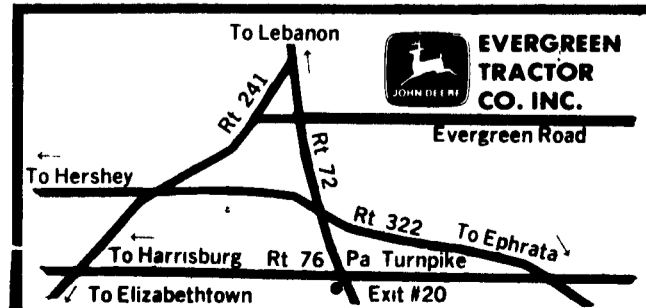 To Lebanon
EVERGREEN
TRACTOR
CO. INC.
JOHN DEERE
Rt 241
Evergreen Road
Rt 72
To Hershey
Rt 322
To Ephrata
To Harrisburg Rt 76 Pa Turnpike
To Elizabethtown Exit #20